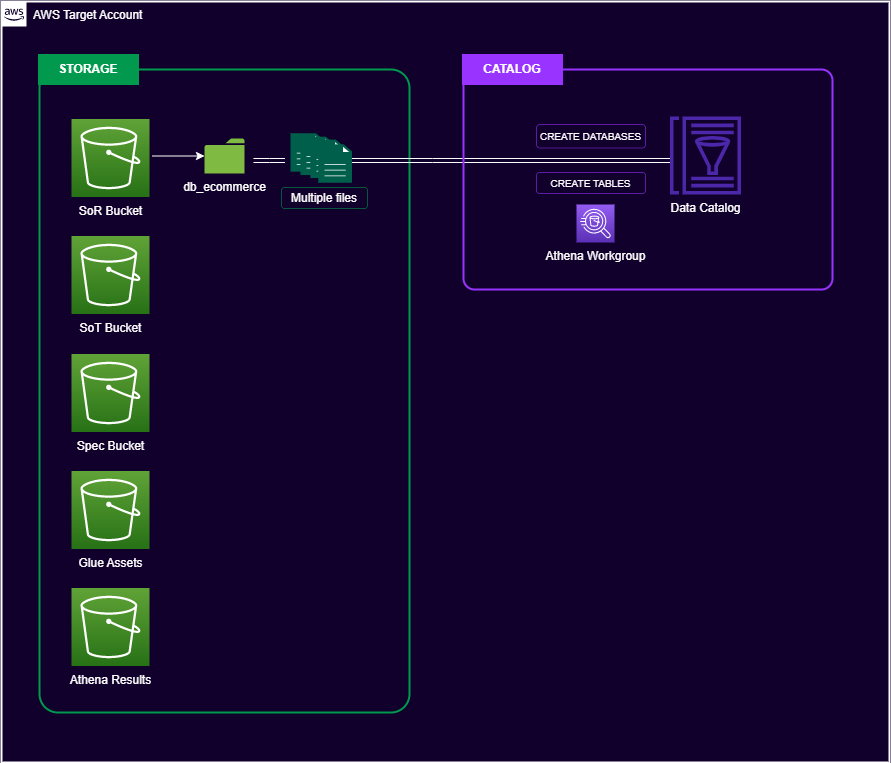 aws
AWS Target Account
STORAGE
SoR Bucket
db_ecommerce
Multiple files
SoT Bucket
Spec Bucket
Glue Assets
Athena Results
CATALOG
CREATE DATABASES
CREATE TABLES
Data Catalog
Athena Workgroup